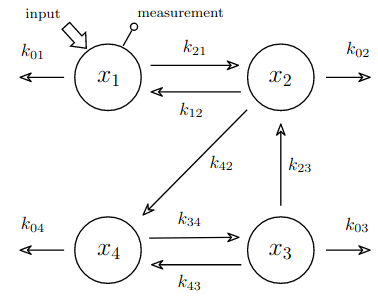 input
measurement
k01
x1
k21
x2
k02
k12
k42
k23
k04
x4
k34
x3
k03
k43